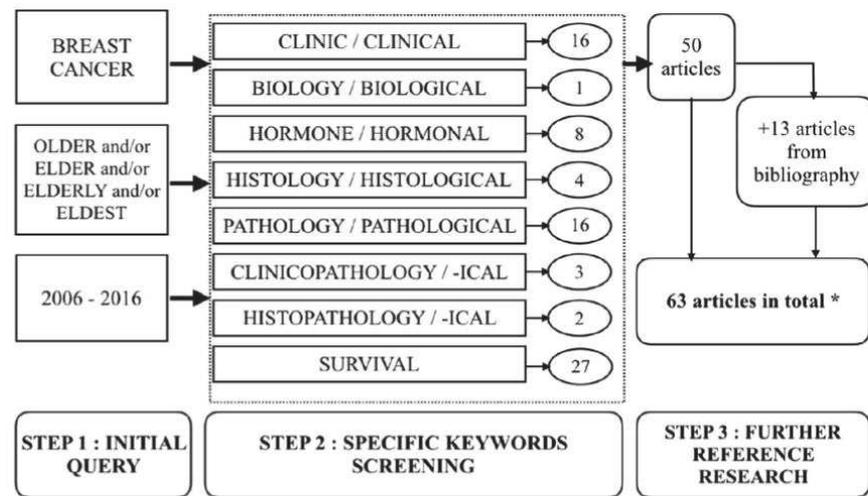 BREAST
CANCER
OLDER and/or
ELDER and/or
ELDERLY and/or
ELDEST
2006 - 2016
CLINIC / CLINICAL
16
BIOLOGY / BIOLOGICAL
1
HORMONE / HORMONAL
8
HISTOLOGY / HISTOLOGICAL
4
PATHOLOGY / PATHOLOGICAL
16
CLINICOPATHOLOGY / -ICAL
3
HISTOPATHOLOGY / -ICAL
2
SURVIVAL
27
50
articles
+13 articles
from
bibliography
63 articles in total *
STEP 1 : INITIAL
QUERY
STEP 2 : SPECIFIC KEYWORDS
SCREENING
STEP 3 : FURTHER
REFERENCE
RESEARCH